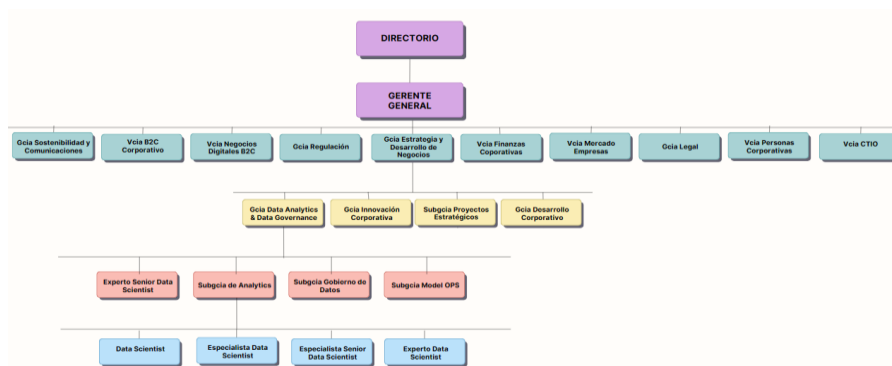 DIRECTORIO
GERENTE
GENERAL
Gcia Sostenibilidad y
Comunicaciones
Vcia B2C
Corporativo
Vcia Negocios
Digitales B2C
Gcia Regulación
Gcia Estrategia y
Desarrollo de
Negocios
Vcia Finanzas
Coporativas
Vcia Mercado
Empresas
Gcia Legal
Vcia Personas
Corporativas
Vcia CTIO
Gcia Data Analytics
& Data Governance
Gcia Innovación
Corporativa
Subgcia Proyectos
Estratégicos
Gcia Desarrollo
Corporativo
Experto Senior Data
Scientist
Subgcia de Analytics
Subgcia Gobierno de
Datos
Subgcia Model OPS
Data Scientist
Especialista Data
Scientist
Especialista Senior
Data Scientist
Experto Data
Scientist